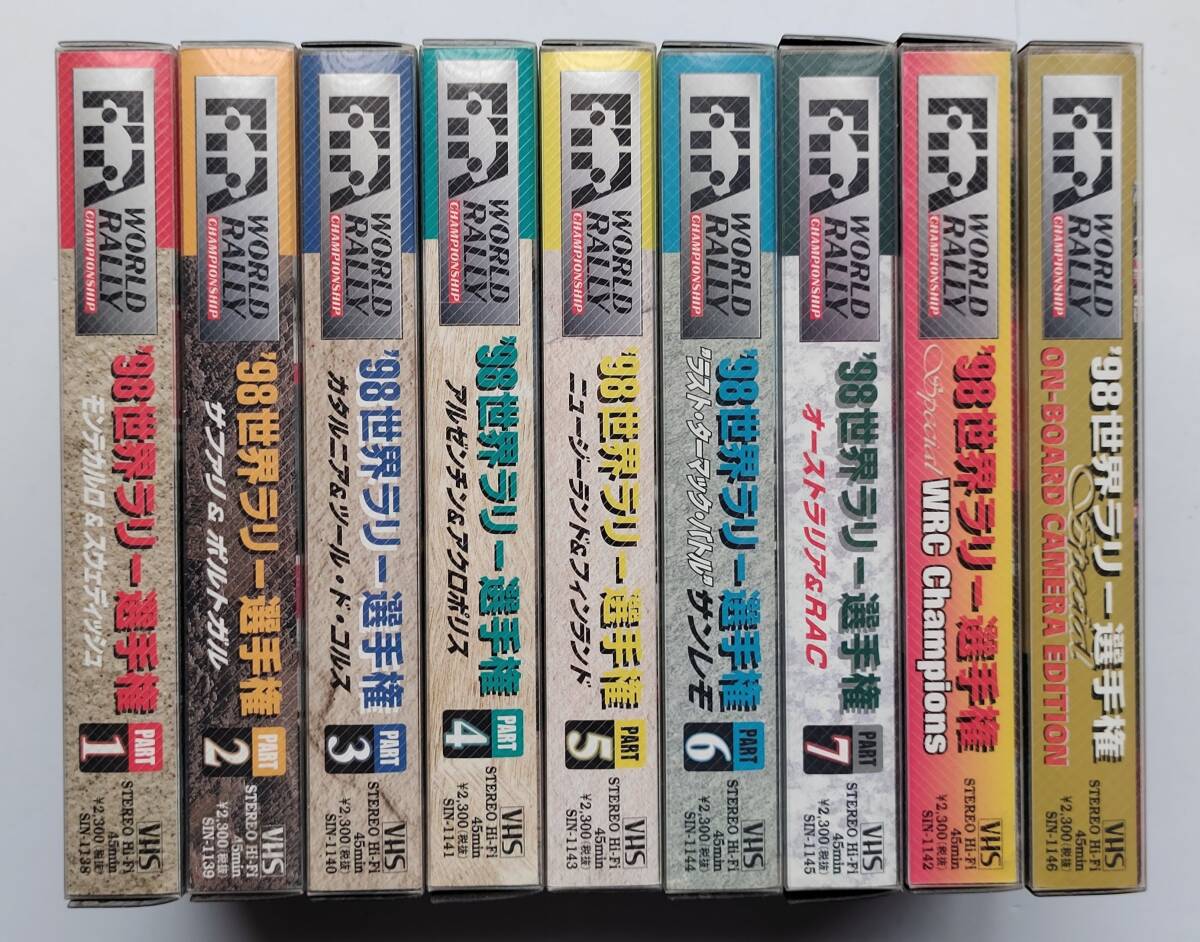 WORLD
RALLY
CHAMPIONSHIP
'98世界ラリー選手権
モンテカルロ&スウェディッシュ
PART
1
VHS
STEREO Hi-Fi
45min
¥2,300(税抜)
SIN-1138
WORLD
RALLY
CHAMPIONSHIP
'98世界ラリー選手権
サファリ&ポルトガル
PART
2
VHS
STEREO Hi-Fi
45min
¥2,300(税抜)
SIN-1139
WORLD
RALLY
CHAMPIONSHIP
'98世界ラリー選手権
カタルニア&ツール・ド・コルス
PART
3
VHS
STEREO Hi-Fi
45min
¥2,300(税抜)
SIN-1140
WORLD
RALLY
CHAMPIONSHIP
'98世界ラリー選手権
アルゼンチン&アクロポリス
PART
4
VHS
STEREO Hi-Fi
45min
¥2,300(税抜)
SIN-1141
WORLD
RALLY
CHAMPIONSHIP
'98世界ラリー選手権
ニュージーランド&フィンランド
PART
5
VHS
STEREO Hi-Fi
45min
¥2,300(税抜)
SIN-1143
WORLD
RALLY
CHAMPIONSHIP
'98世界ラリー選手権
"ラスト・ターマック・バトル"サンレモ
PART
6
VHS
STEREO Hi-Fi
45min
¥2,300(税抜)
SIN-1144
WORLD
RALLY
CHAMPIONSHIP
'98世界ラリー選手権
オーストラリア&RAC
PART
7
VHS
STEREO Hi-Fi
45min
¥2,300(税抜)
SIN-1145
WORLD
RALLY
CHAMPIONSHIP
'98世界ラリー選手権
Special WRC Champions
VHS
STEREO Hi-Fi
45min
¥2,300(税抜)
SIN-1142
WORLD
RALLY
CHAMPIONSHIP
'98世界ラリー選手権
Special
ON-BOARD CAMERA EDITION
VHS
STEREO Hi-Fi
45min
¥2,300(税抜)
SIN-1146